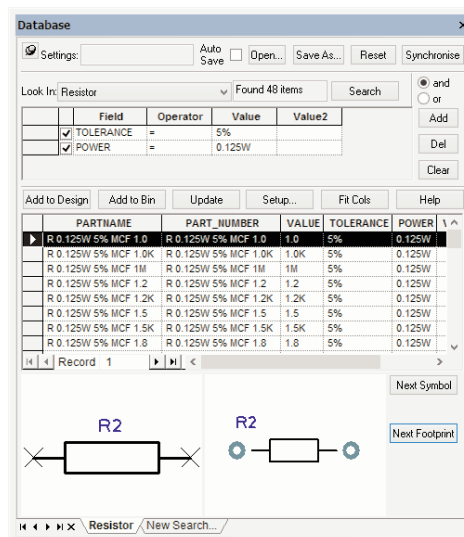 Database
Settings: Auto Save Open... Save As... Reset Synchronise
Look In: Resistor Found 48 items Search and
or
Field Operator Value Value2 Add
TOLERANCE = 5%
POWER = 0.125W Del
Clear
Add to Design Add to Bin Update Setup... Fit Cols Help
PARTNAME PART_NUMBER VALUE TOLERANCE POWER
R 0.125W 5% MCF 1.0 R 0.125W 5% MCF 1.0 1.0 5% 0.125W
R 0.125W 5% MCF 1.0K R 0.125W 5% MCF 1.0K 1.0K 5% 0.125W
R 0.125W 5% MCF 1M R 0.125W 5% MCF 1M 1M 5% 0.125W
R 0.125W 5% MCF 1.2 R 0.125W 5% MCF 1.2 1.2 5% 0.125W
R 0.125W 5% MCF 1.2K R 0.125W 5% MCF 1.2K 1.2K 5% 0.125W
R 0.125W 5% MCF 1.5 R 0.125W 5% MCF 1.5 1.5 5% 0.125W
R 0.125W 5% MCF 1.5K R 0.125W 5% MCF 1.5K 1.5K 5% 0.125W
R 0.125W 5% MCF 1.8 R 0.125W 5% MCF 1.8 1.8 5% 0.125W
Record 1
Next Symbol
R2 R2
Next Footprint
Resistor New Search...